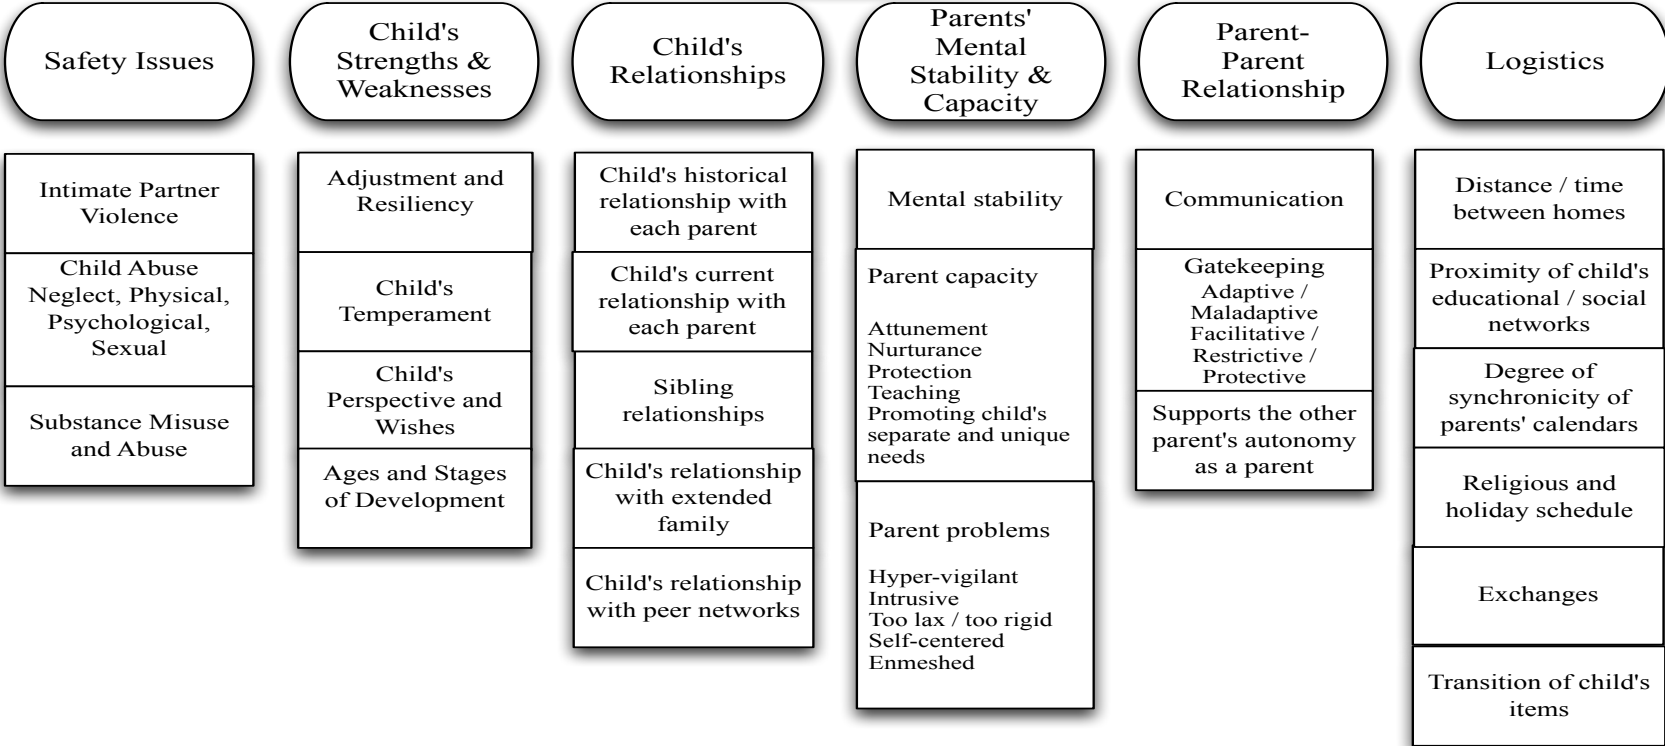 Safety Issues
Child's
Strengths &
Weaknesses
Child's
Relationships
Parents'
Mental
Stability &
Capacity
Parent-
Parent
Relationship
Logistics
Intimate Partner
Violence
Child Abuse
Neglect, Physical,
Psychological,
Sexual
Substance Misuse
and Abuse
Adjustment and
Resiliency
Child's
Temperament
Child's
Perspective and
Wishes
Ages and Stages
of Development
Child's historical
relationship with
each parent
Child's current
relationship with
each parent
Sibling
relationships
Child's relationship
with extended
family
Child's relationship
with peer networks
Mental stability
Parent capacity
Attunement
Nurturance
Protection
Teaching
Promoting child's
separate and unique
needs
Parent problems
Hyper-vigilant
Intrusive
Too lax / too rigid
Self-centered
Enmeshed
Communication
Gatekeeping
Adaptive /
Maladaptive
Facilitative /
Restrictive /
Protective
Supports the other
parent's autonomy
as a parent
Distance / time
between homes
Proximity of child's
educational / social
networks
Degree of
synchronicity of
parents' calendars
Religious and
holiday schedule
Exchanges
Transition of child's
items